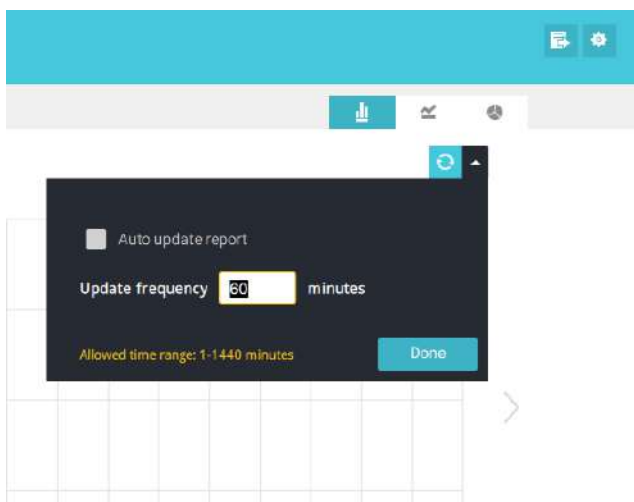 Auto update report
Update frequency 60 minutes
Allowed time range: 1-1440 minutes
Done